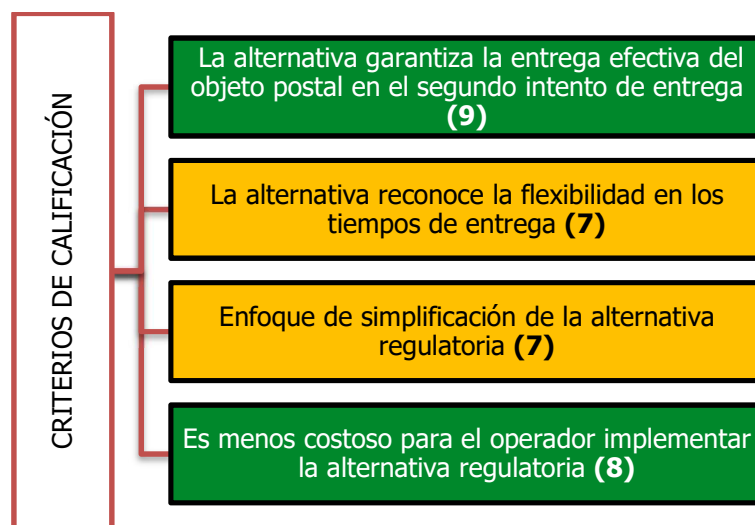 CRITERIOS DE CALIFICACIÓN
La alternativa garantiza la entrega efectiva del
objeto postal en el segundo intento de entrega
(9)
La alternativa reconoce la flexibilidad en los
tiempos de entrega (7)
Enfoque de simplificación de la alternativa
regulatoria (7)
Es menos costoso para el operador implementar
la alternativa regulatoria (8)